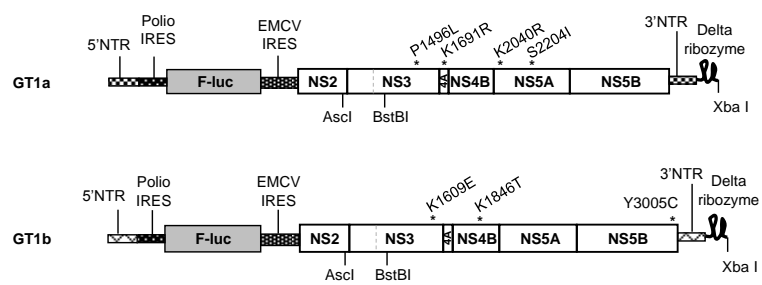 5'NTR
Polio
IRES
EMCV
IRES
P1496L
K1691R
K2040R
S2204I
3'NTR
Delta
ribozyme
GT1a
F-luc
NS2
NS3
4A
NS4B
NS5A
NS5B
AscI
BstBI
Xba I
5'NTR
Polio
IRES
EMCV
IRES
K1609E
K1846T
Y3005C
3'NTR
Delta
ribozyme
GT1b
F-luc
NS2
NS3
4A
NS4B
NS5A
NS5B
AscI
BstBI
Xba I